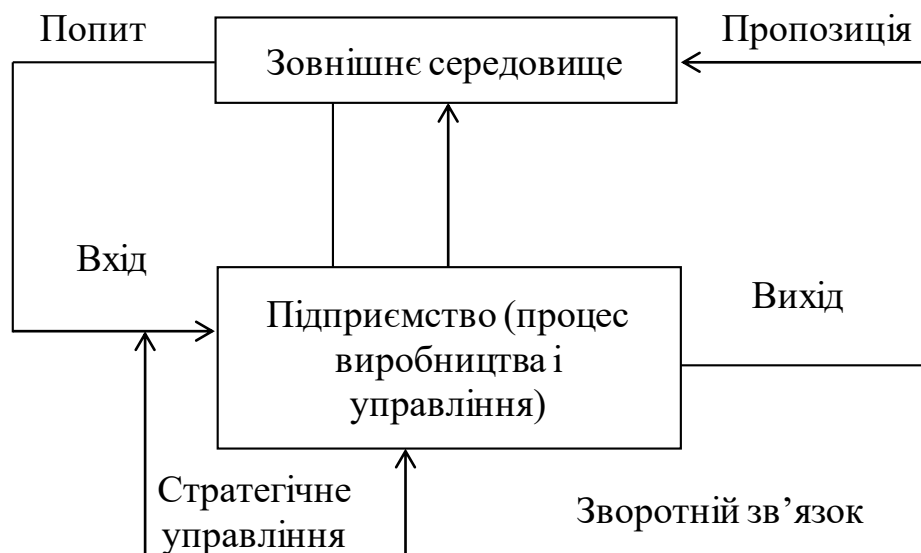 Попит
Зовнішнє середовище
Пропозиція
Вхід
Підприємство (процес
виробництва і
управління)
Вихід
Стратегічне
управління
Зворотній зв’язок